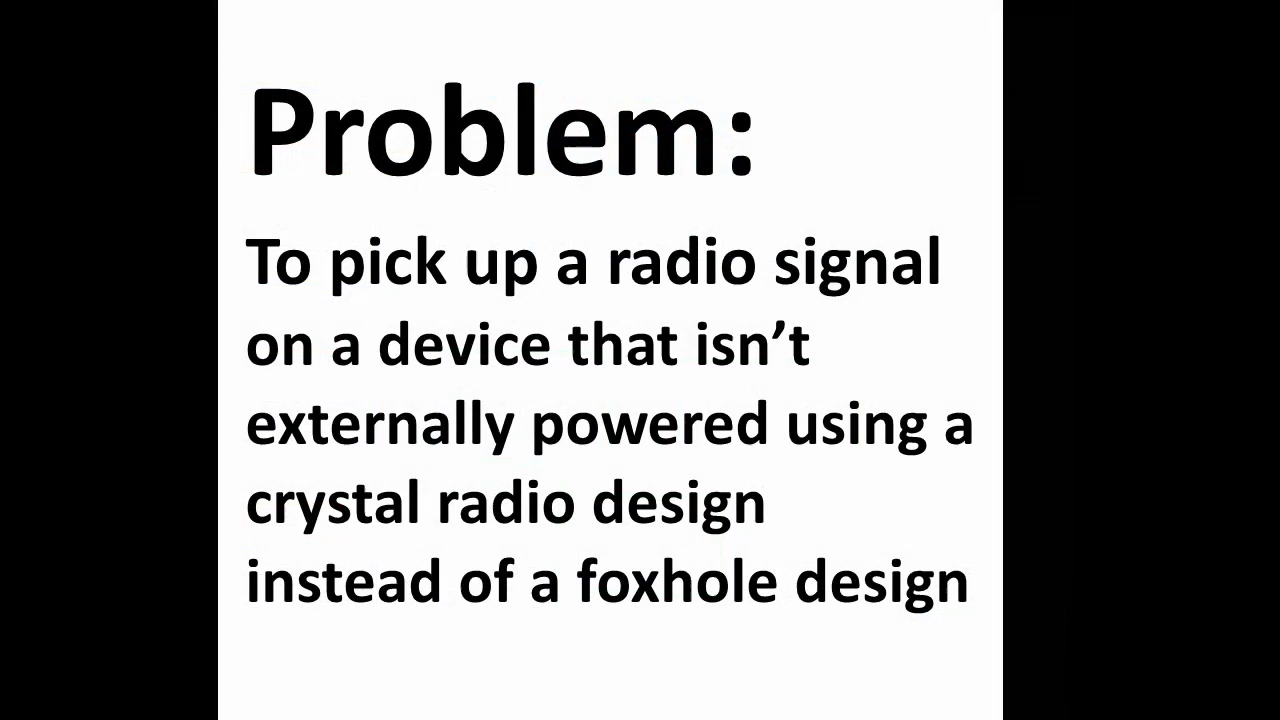 Problem:
To pick up a radio signal
on a device that isn’t
externally powered using a
crystal radio design
instead of a foxhole design